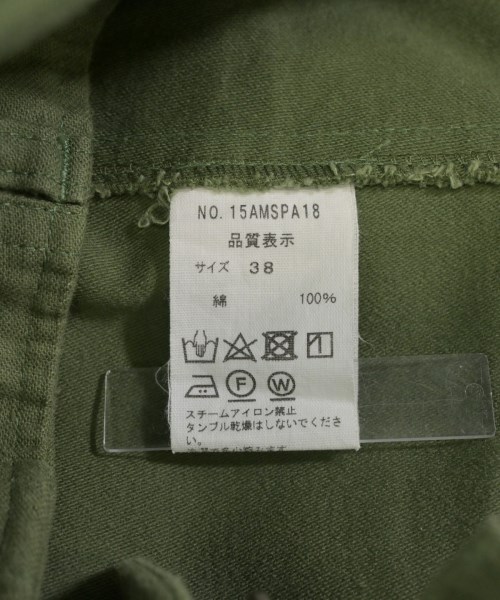 NO. 15AMSPA18
品質表示
サイズ 38
綿 100%
F W
スチームアイロン禁止
タンブル乾燥はしないでくださ
い。